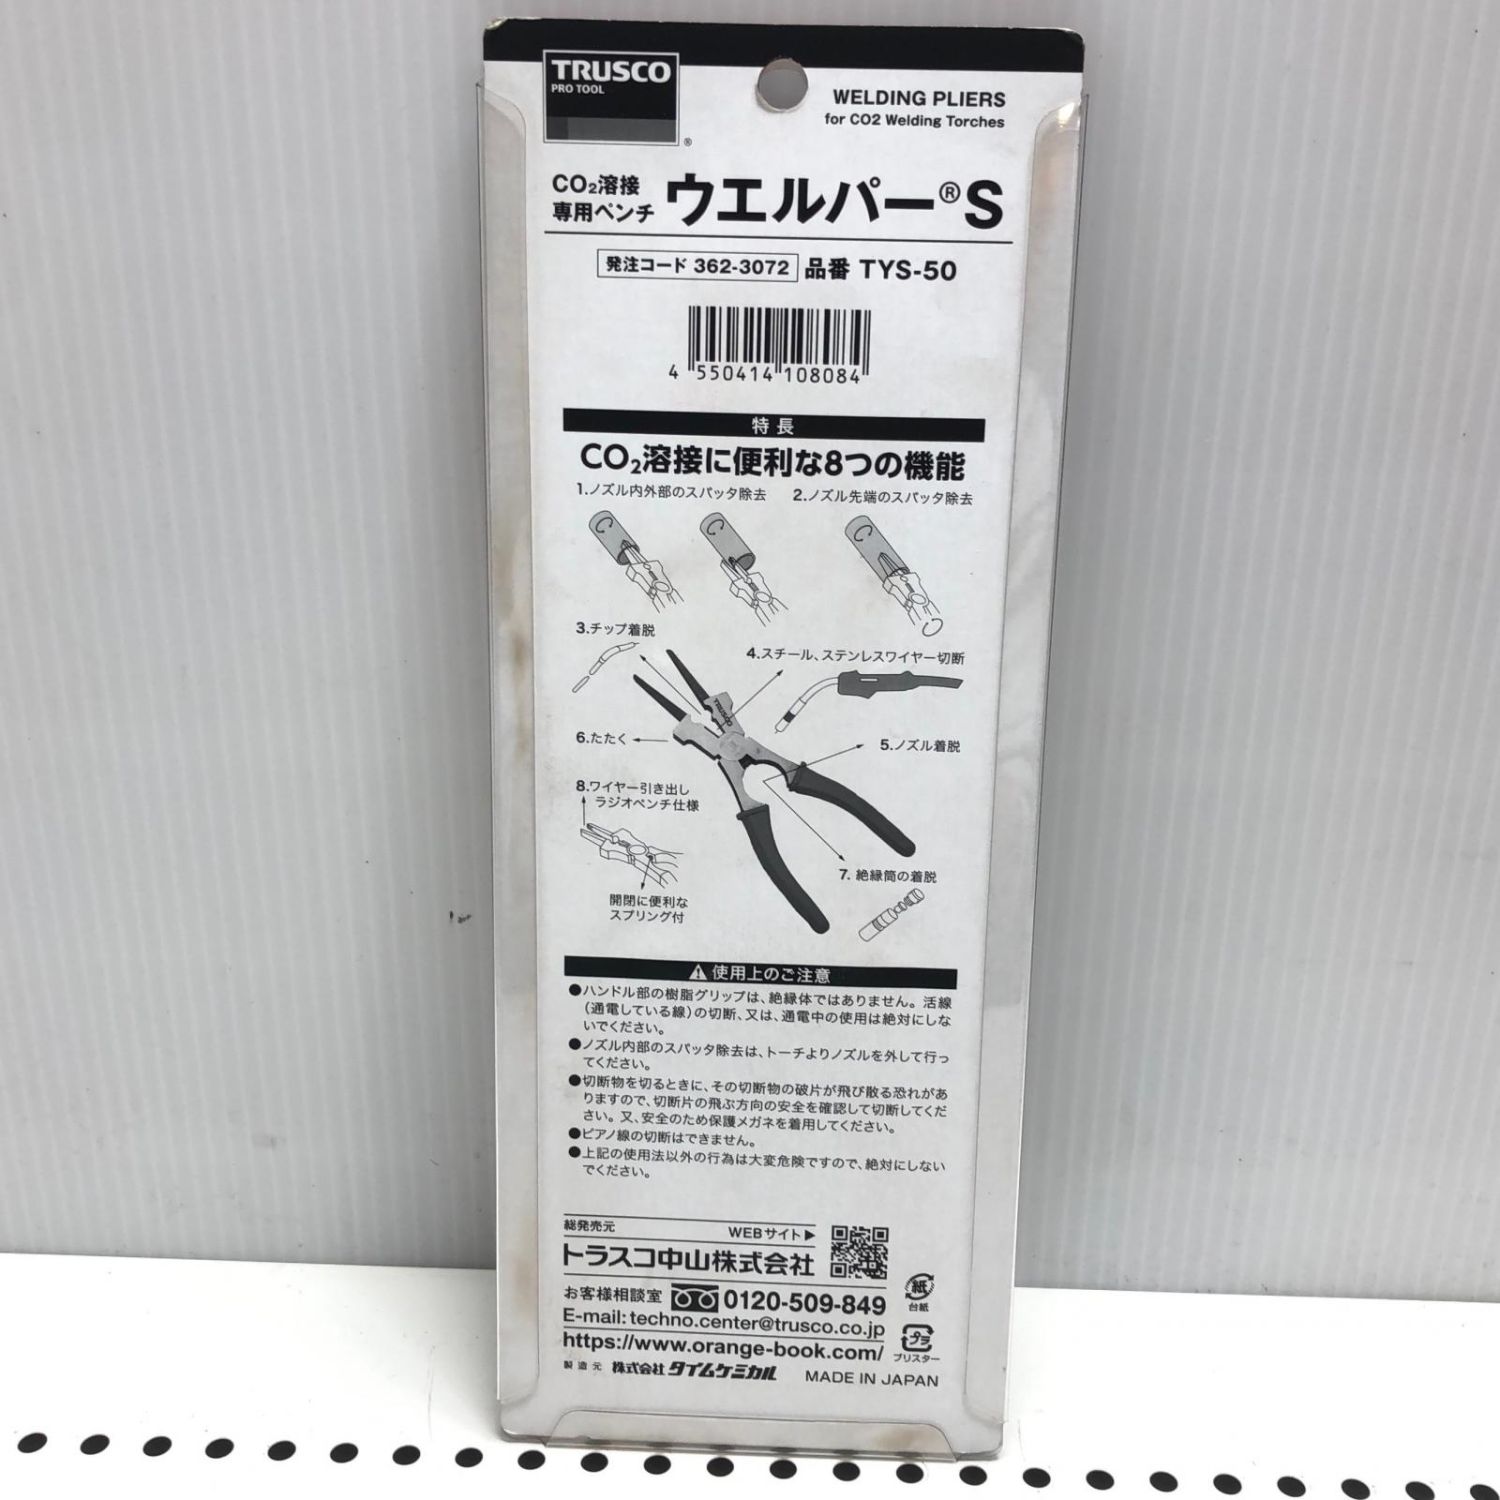 TRUSCO
PRO TOOL
®
WELDING PLIERS
for CO2 Welding Torches
CO₂溶接
専用ペンチ
ウエルパー®S
発注コード 362-3072 品番 TYS-50
4 550414 108084
特長
CO₂溶接に便利な8つの機能
1.ノズル内外部のスパッタ除去
2.ノズル先端のスパッタ除去
3.チップ着脱
4.スチール、ステンレスワイヤー切断
TRUSCO
5.ノズル着脱
6.たたく
8.ワイヤー引き出し
ラジオペンチ仕様
7. 絶縁筒の着脱
開閉に便利な
スプリング付
使用上のご注意
●ハンドル部の樹脂グリップは、絶縁体ではありません。活線
(通電している線)の切断、又は、通電中の使用は絶対にしな
いでください。
●ノズル内部のスパッタ除去は、トーチよりノズルを外して行っ
てください。
●切断物を切るときに、その切断物の破片が飛び散る恐れがあ
りますので、切断片の飛ぶ方向の安全を確認して切断してくだ
さい。又、安全のため保護メガネを着用してください。
●ピアノ線の切断はできません。
●上記の使用法以外の行為は大変危険ですので、絶対にしない
でください。
総発売元
WEBサイト▶
トラスコ中山株式会社
お客様相談室 0120-509-849
E-mail: techno.center@trusco.co.jp
https://www.orange-book.com/
製造元 株式会社タイムケミカル
MADE IN JAPAN
紙
台紙
プラ
ブリスター